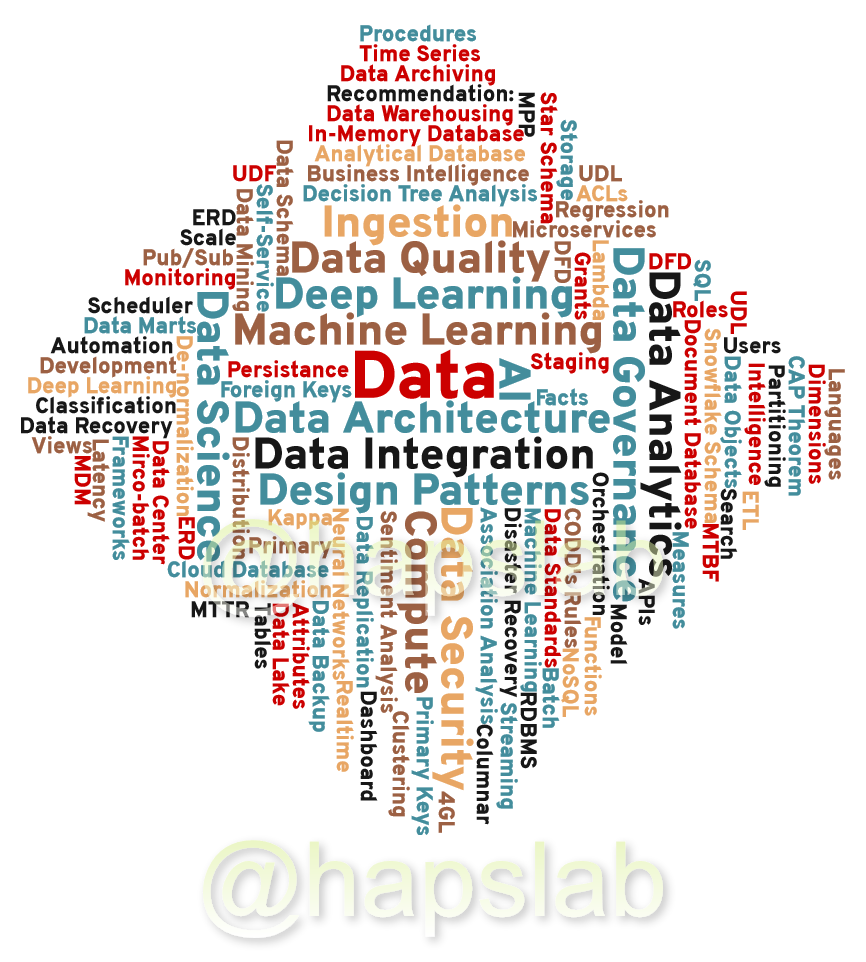 Procedures
Time Series
Data Archiving
Recommendation:
Data Warehousing
MPP
Star Schema
In-Memory Database
Storage
Analytical Database
Data Schema
Business Intelligence
UDF
UDL
Self-Service
Decision Tree Analysis
ACLs
Data Mining
Ingestion
Regression
ERD
Microservices
Scale
Data Quality
DFD
Lambda
Data Governance
Pub/Sub
Grants
DFD
SQL
Monitoring
Deep Learning
Data Analytics
Scheduler
Data Science
Roles
UDL
Data Marts
Machine Learning
Document Database
Snowflake Schema
Automation
De-normalization
Users
Data Objects
CAP Theorem
Development
Persistance
Data
AI
Staging
Intelligence
Partitioning
Dimensions
Languages
Deep Learning
Foreign Keys
Facts
Classification
Data Architecture
Data Recovery
Views
Latency
Frameworks
Mirco-batch
Data Center
Distribution
Data Integration
MDM
Design Patterns
Orchestration
ETL
Search
ERD
Kappa
Neural Networks
Data Replication
Sentiment Analysis
Compute
Data Security
Association Analysis
Disaster Recovery
Machine Learning
Data Standards
CODD's Rules
MTBF
Measures
Primary
@hapslab
Cloud Database
Normalization
APIs
MTTR
Tables
Data Lake
Attributes
Data Backup
Model
Functions
NoSQL
Batch
Realtime
Dashboard
Clustering
Primary Keys
RDBMS
Streaming
Columnar
4GL
@hapslab